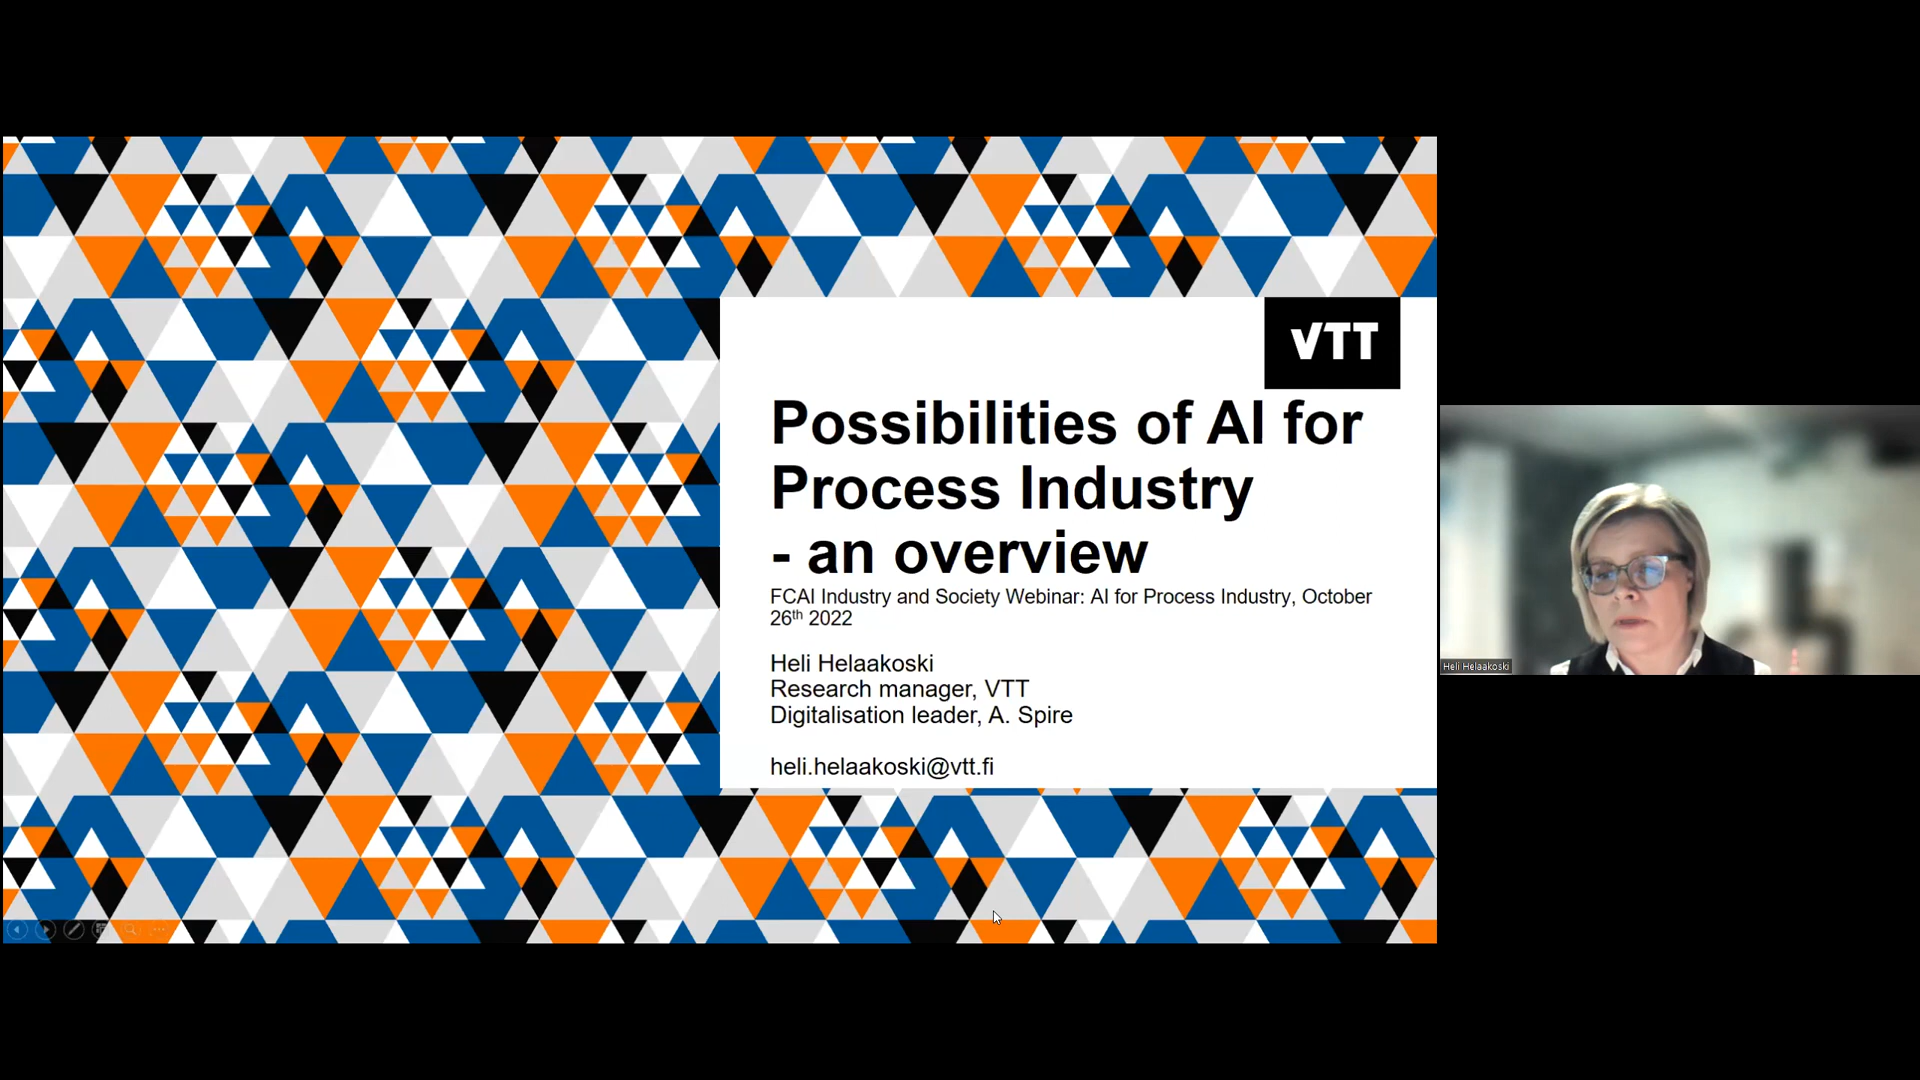 VTT
Possibilities of AI for
Process Industry
- an overview
FCAI Industry and Society Webinar: AI for Process Industry, October
26th 2022
Heli Helaakoski
Research manager, VTT
Digitalisation leader, A. Spire
heli.helaakoski@vtt.fi
Heli Helaakoski